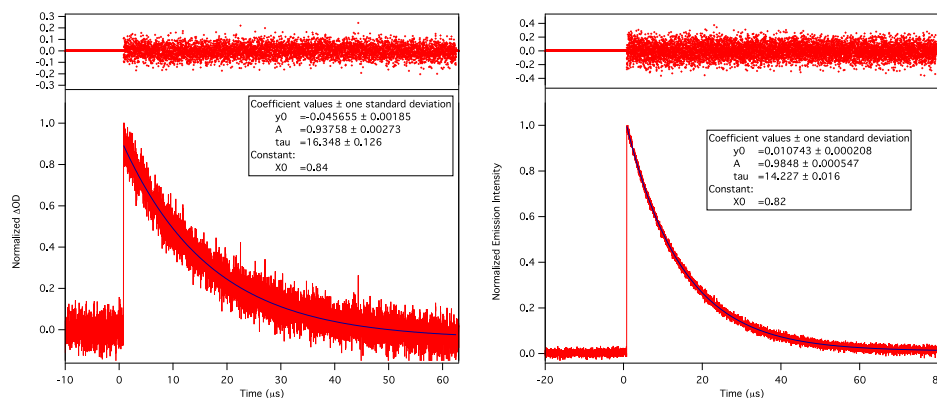 0.3
0.2
0.1
0.0
-0.1
-0.2
-0.3
1.0
0.8
0.6
0.4
0.2
0.0
Normalized ΔOD
Coefficient values ± one standard deviation
y0 =-0.045655 ± 0.00185
A =0.93758 ± 0.00273
tau =16.348 ± 0.126
Constant:
X0 =0.84
-10 0 10 20 30 40 50 60
Time (μs)
0.4
0.2
0.0
-0.2
-0.4
1.0
0.8
0.6
0.4
0.2
0.0
Normalized Emission Intensity
Coefficient values ± one standard deviation
y0 =0.010743 ± 0.000208
A =0.9848 ± 0.000547
tau =14.227 ± 0.016
Constant:
X0 =0.82
-20 0 20 40 60 80
Time (μs)